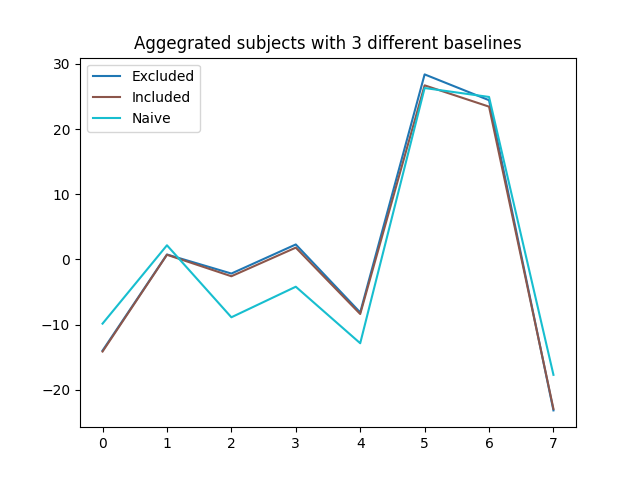 Aggegrated subjects with 3 different baselines
Excluded
Included
Naive
30
20
10
0
−10
−20
0 1 2 3 4 5 6 7